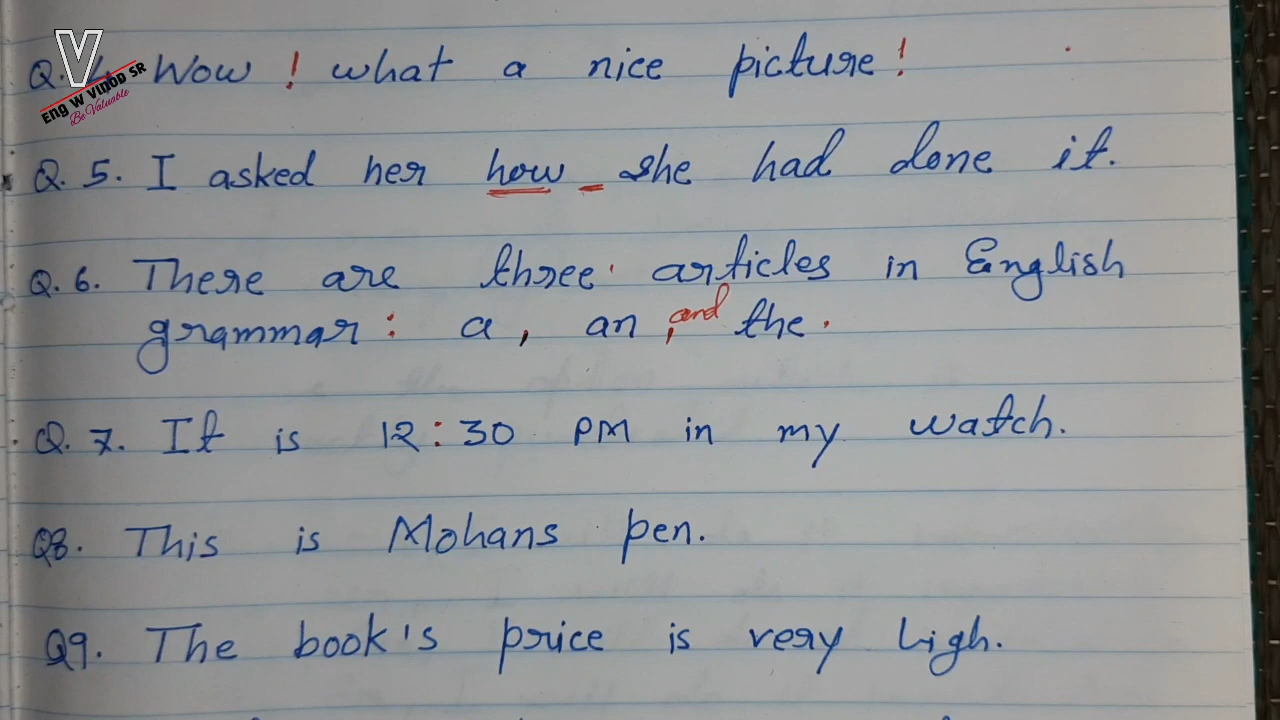 Q. 4. Wow ! what a nice picture !
V
Eng W Vinod SR
Be Valuable
Q. 5. I asked her how she had done it.
Q. 6. There are three articles in English
grammar : a , an , and the .
Q. 7. It is 12:30 PM in my watch.
Q8. This is Mohans pen.
Q9. The book's price is very high.